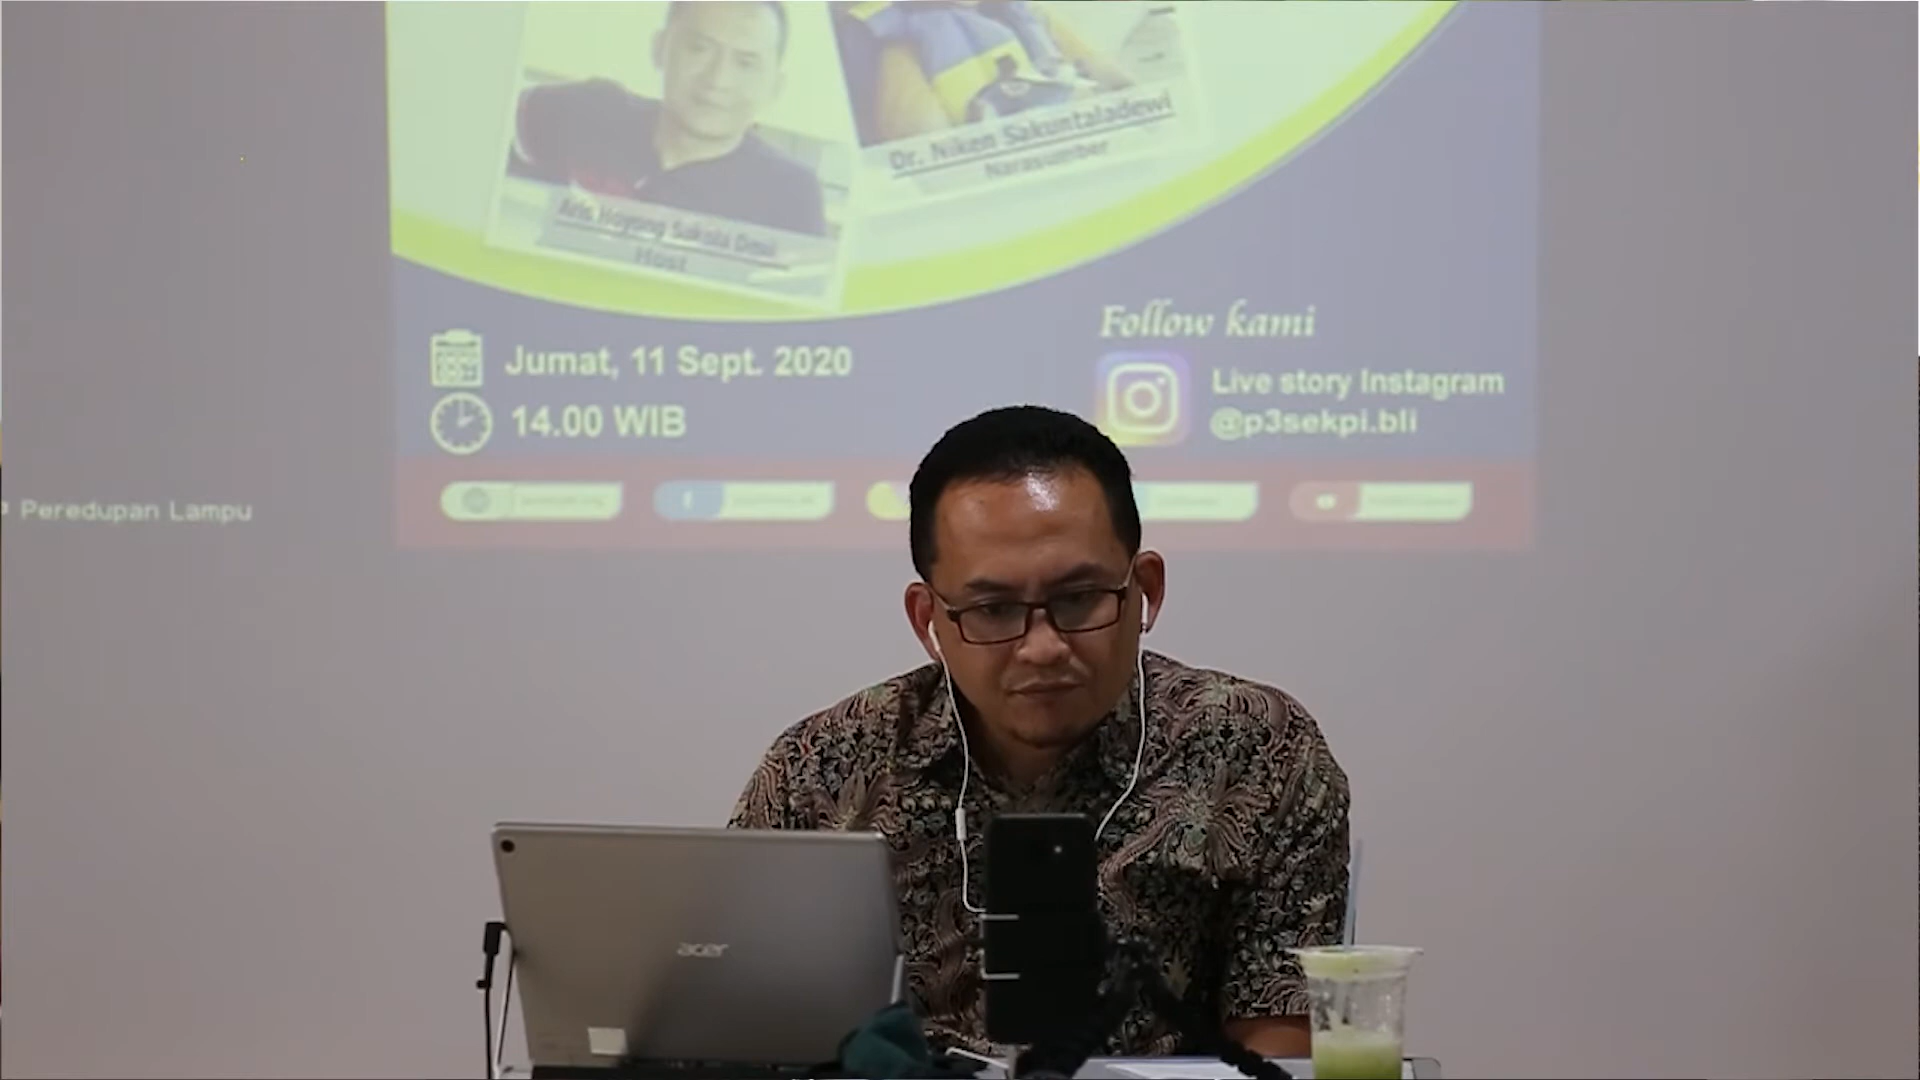 Dr. Niken Sakuntaladewi
Narasumber
Host
Follow kami
Jumat, 11 Sept. 2020
Live story Instagram
14.00 WIB
@p3sekpi.bli
Peredupan Lampu
acer